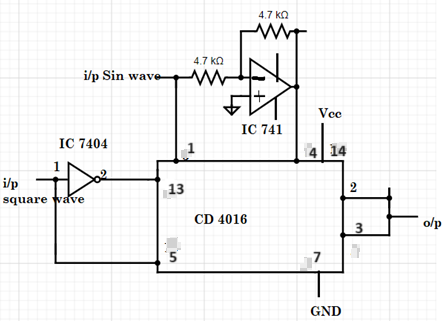 4.7 kΩ
4.7 kΩ
i/p Sin wave
IC 741
Vcc
IC 7404
1
4
14
1
2
i/p
square wave
13
2
CD 4016
3
o/p
5
7
GND